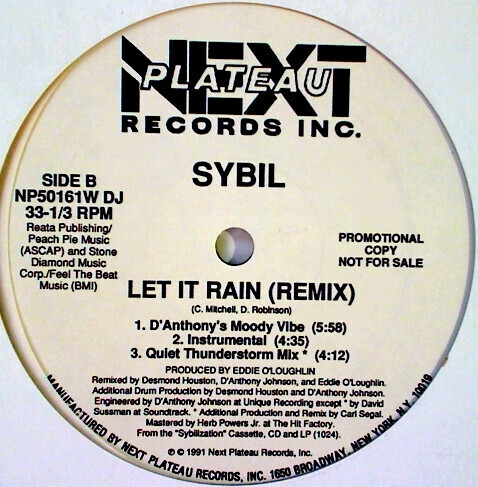 NEXT
PLATEAU
RECORDS INC.
SYBIL
SIDE B
NP50161W DJ
33-1/3 RPM
Reata Publishing/
Peach Pie Music
(ASCAP) and Stone
Diamond Music
Corp./Feel The Beat
Music (BMI)
PROMOTIONAL
COPY
NOT FOR SALE
LET IT RAIN (REMIX)
(C. Mitchell, D. Robinson)
1. D'Anthony's Moody Vibe (5:58)
2. Instrumental (4:35)
3. Quiet Thunderstorm Mix * (4:12)
PRODUCED BY EDDIE O'LOUGHLIN
Remixed by Desmond Houston, D'Anthony Johnson, and Eddie O'Loughlin.
Additional Drum Production by Desmond Houston and D'Anthony Johnson.
Engineered by D'Anthony Johnson at Unique Recording except * by David
Sussman at Soundtrack. * Additional Production and Remix by Carl Segal.
Mastered by Herb Powers Jr. at The Hit Factory.
From the "Sybilization" Cassette, CD and LP (1024).
℗ © 1991 Next Plateau Records, Inc.
MANUFACTURED BY NEXT PLATEAU RECORDS, INC. 1650 BROADWAY, NEW YORK, N.Y. 10019